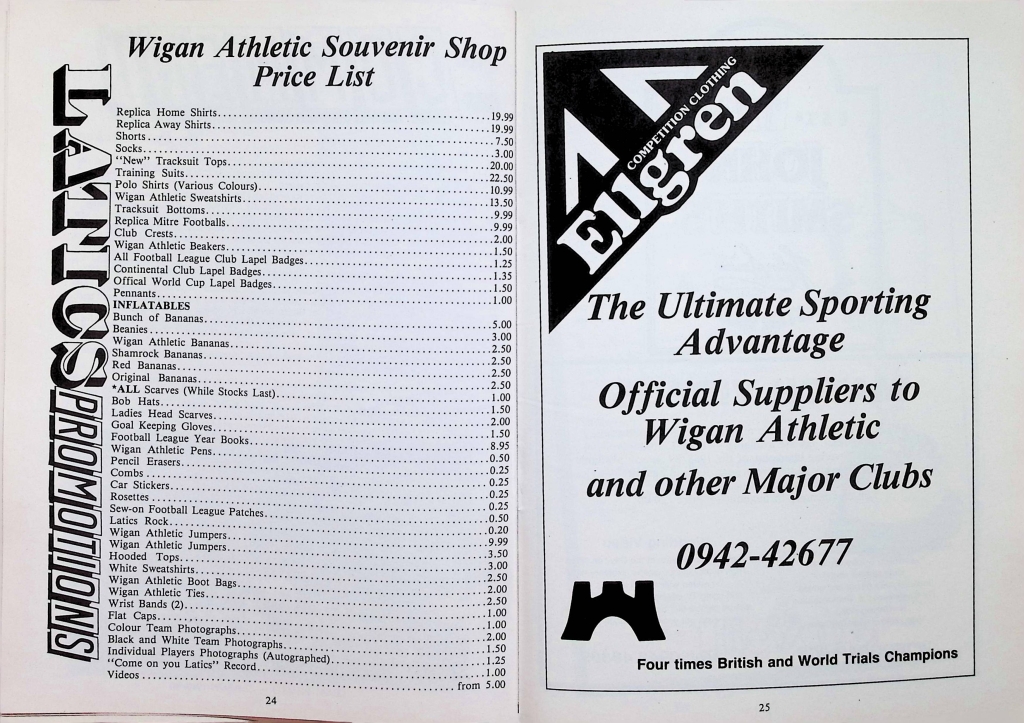 LATICS PROMOTIONS
Wigan Athletic Souvenir Shop
Price List
Replica Home Shirts...19.99
Replica Away Shirts...19.99
Shorts...7.50
Socks...3.00
"New" Tracksuit Tops...20.00
Training Suits...22.50
Polo Shirts (Various Colours)...10.99
Wigan Athletic Sweatshirts...13.50
Tracksuit Bottoms...9.99
Replica Mitre Footballs...9.99
Club Crests...2.00
Wigan Athletic Beakers...1.50
All Football League Club Lapel Badges...1.25
Continental Club Lapel Badges...1.35
Offical World Cup Lapel Badges...1.50
Pennants...1.00
INFLATABLES
Bunch of Bananas...5.00
Beanies...3.00
Wigan Athletic Bananas...2.50
Shamrock Bananas...2.50
Red Bananas...2.50
Original Bananas...2.50
*ALL Scarves (While Stocks Last)...1.00
Bob Hats...1.50
Ladies Head Scarves...2.00
Goal Keeping Gloves...1.50
Football League Year Books...8.95
Wigan Athletic Pens...0.50
Pencil Erasers...0.25
Combs...0.25
Car Stickers...0.25
Rosettes...0.25
Sew-on Football League Patches...0.50
Latics Rock...0.20
Wigan Athletic Jumpers...9.99
Wigan Athletic Jumpers...3.50
Hooded Tops...3.00
White Sweatshirts...2.50
Wigan Athletic Boot Bags...2.00
Wigan Athletic Ties...2.50
Wrist Bands (2)...1.00
Flat Caps...1.00
Colour Team Photographs...2.00
Black and White Team Photographs...1.50
Individual Players Photographs (Autographed)...1.25
"Come on you Latics" Record...1.00
Videos...from 5.00
24
COMPETITION CLOTHING
Ellgren
The Ultimate Sporting
Advantage
Official Suppliers to
Wigan Athletic
and other Major Clubs
0942-42677
Four times British and World Trials Champions
25